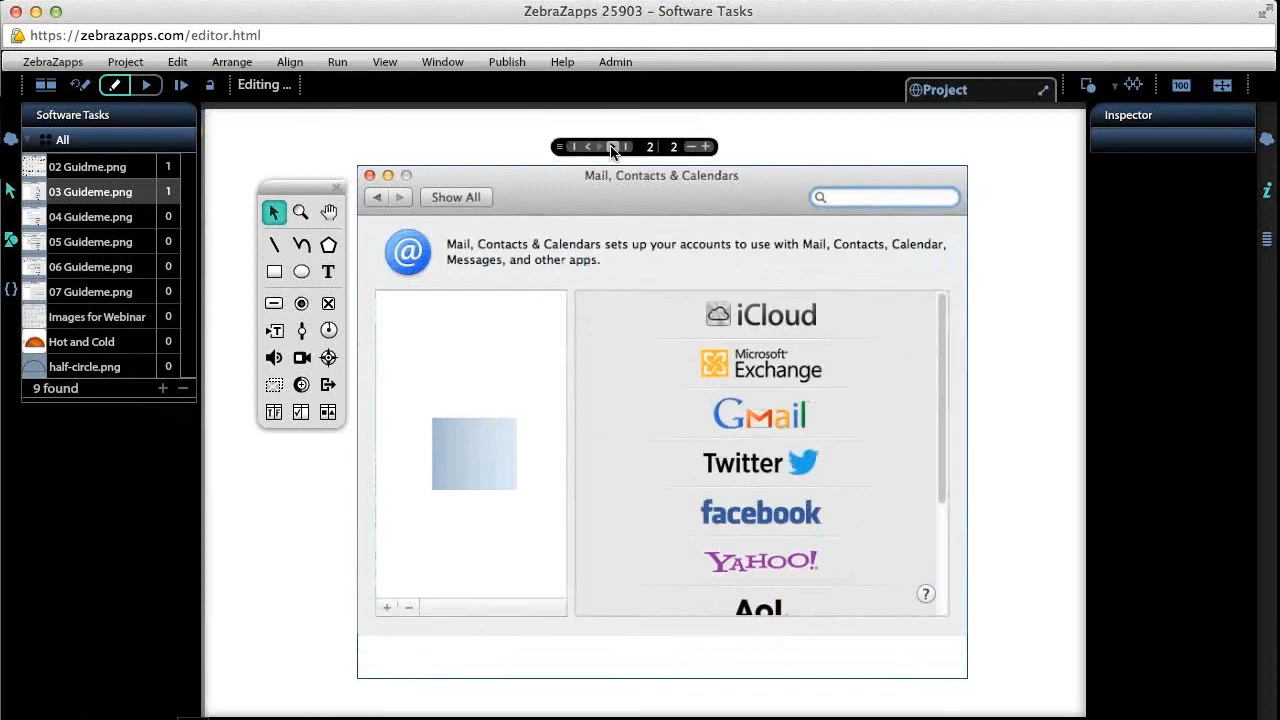 ZebraZapps 25903 – Software Tasks
https://zebrazapps.com/editor.html
ZebraZapps Project Edit Arrange Align Run View Window Publish Help Admin
Editing ...
Project
100
Software Tasks
Inspector
All
02 Guidme.png 1
03 Guideme.png 1
04 Guideme.png 0
05 Guideme.png 0
06 Guideme.png 0
07 Guideme.png 0
Images for Webinar 0
Hot and Cold 0
half-circle.png 0
9 found + −
2 2 − +
Mail, Contacts & Calendars
Show All
@
Mail, Contacts & Calendars sets up your accounts to use with Mail, Contacts, Calendar,
Messages, and other apps.
iCloud
Microsoft
Exchange
Gmail
Twitter
facebook
YAHOO!
Aol.
+ −
?